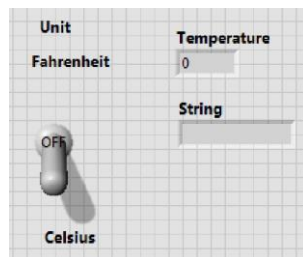 Unit
Temperature
Fahrenheit
0
String
OFF
Celsius